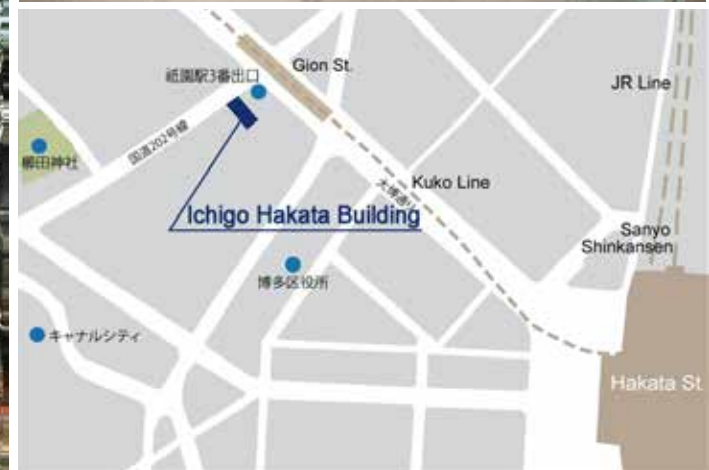 Gion St.
祇園駅3番出口
JR Line
国道202号線
櫛田神社
Kuko Line
大博通り
Ichigo Hakata Building
Sanyo
Shinkansen
博多区役所
キャナルシティ
Hakata St.